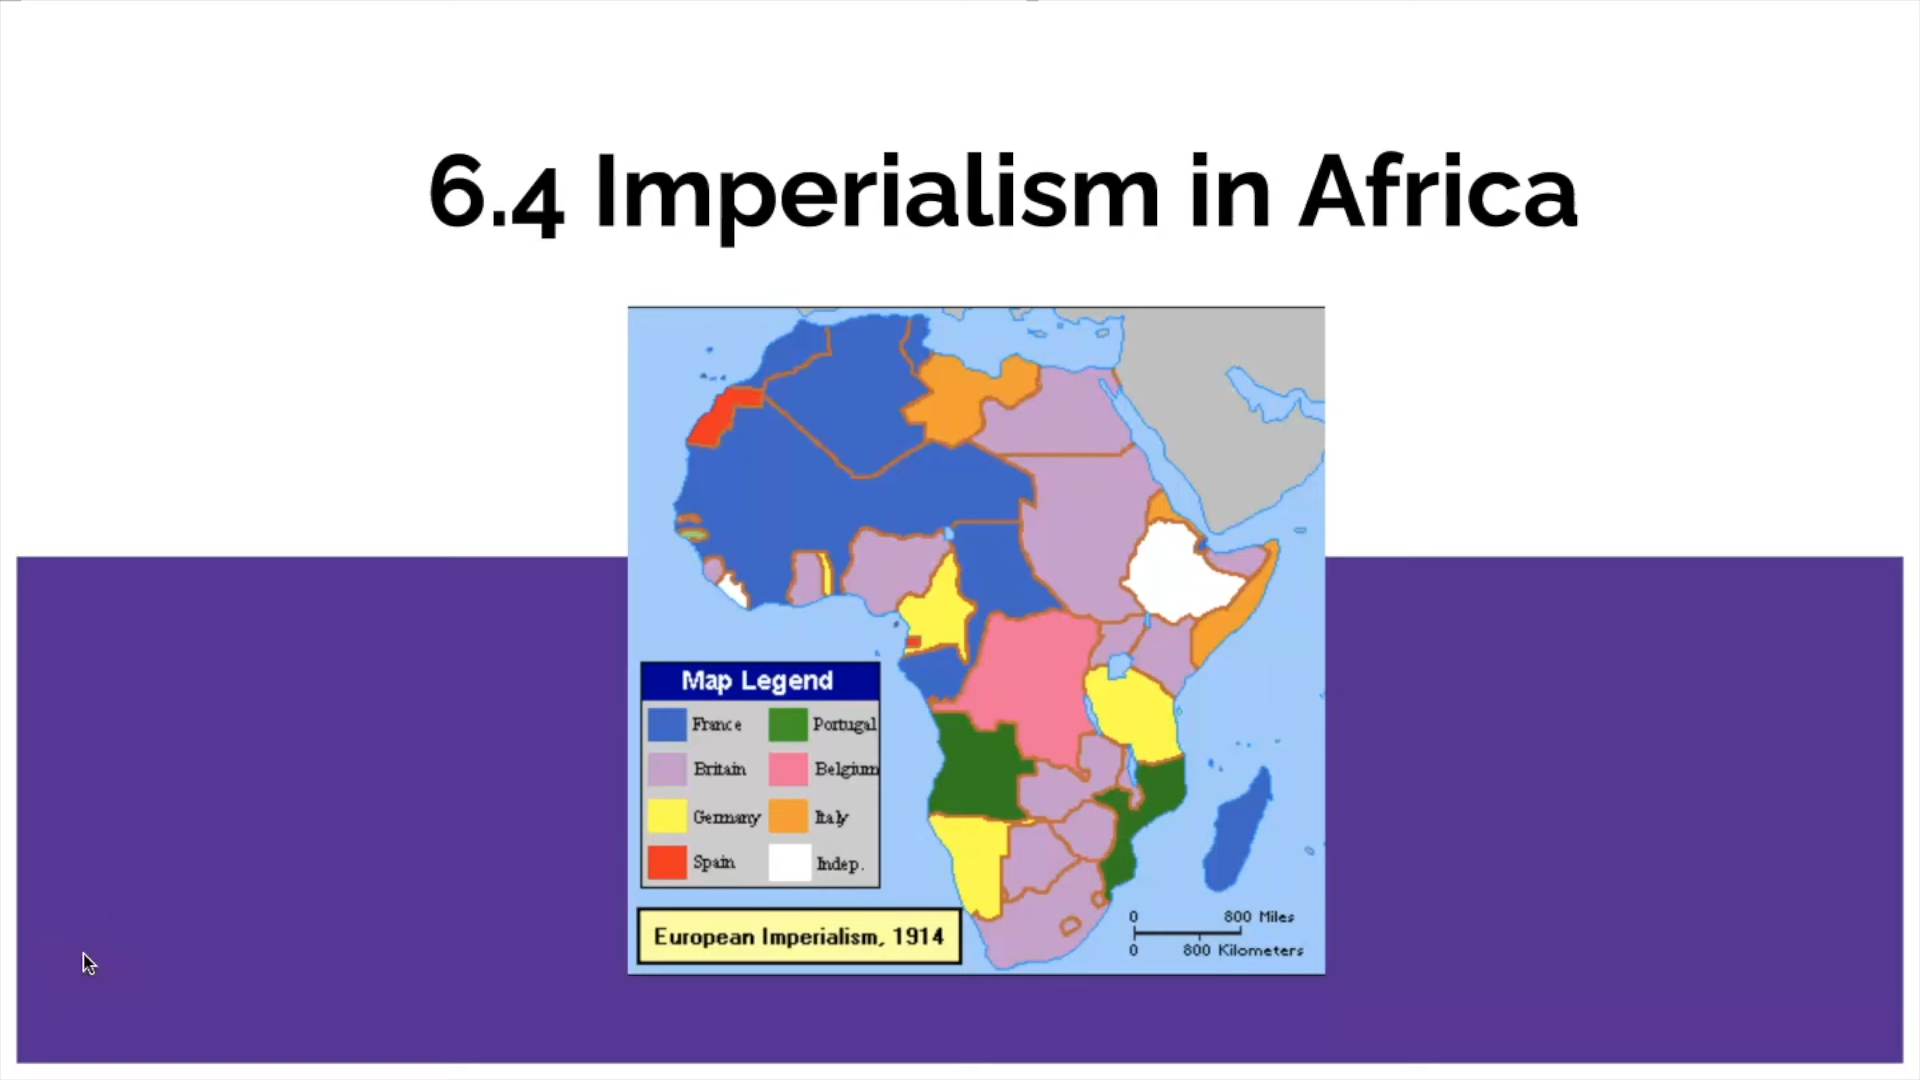 6.4 Imperialism in Africa
Map Legend
France Portugal
Britain Belgium
Germany Italy
Spain Indep.
European Imperialism, 1914
0 800 Miles
0 800 Kilometers